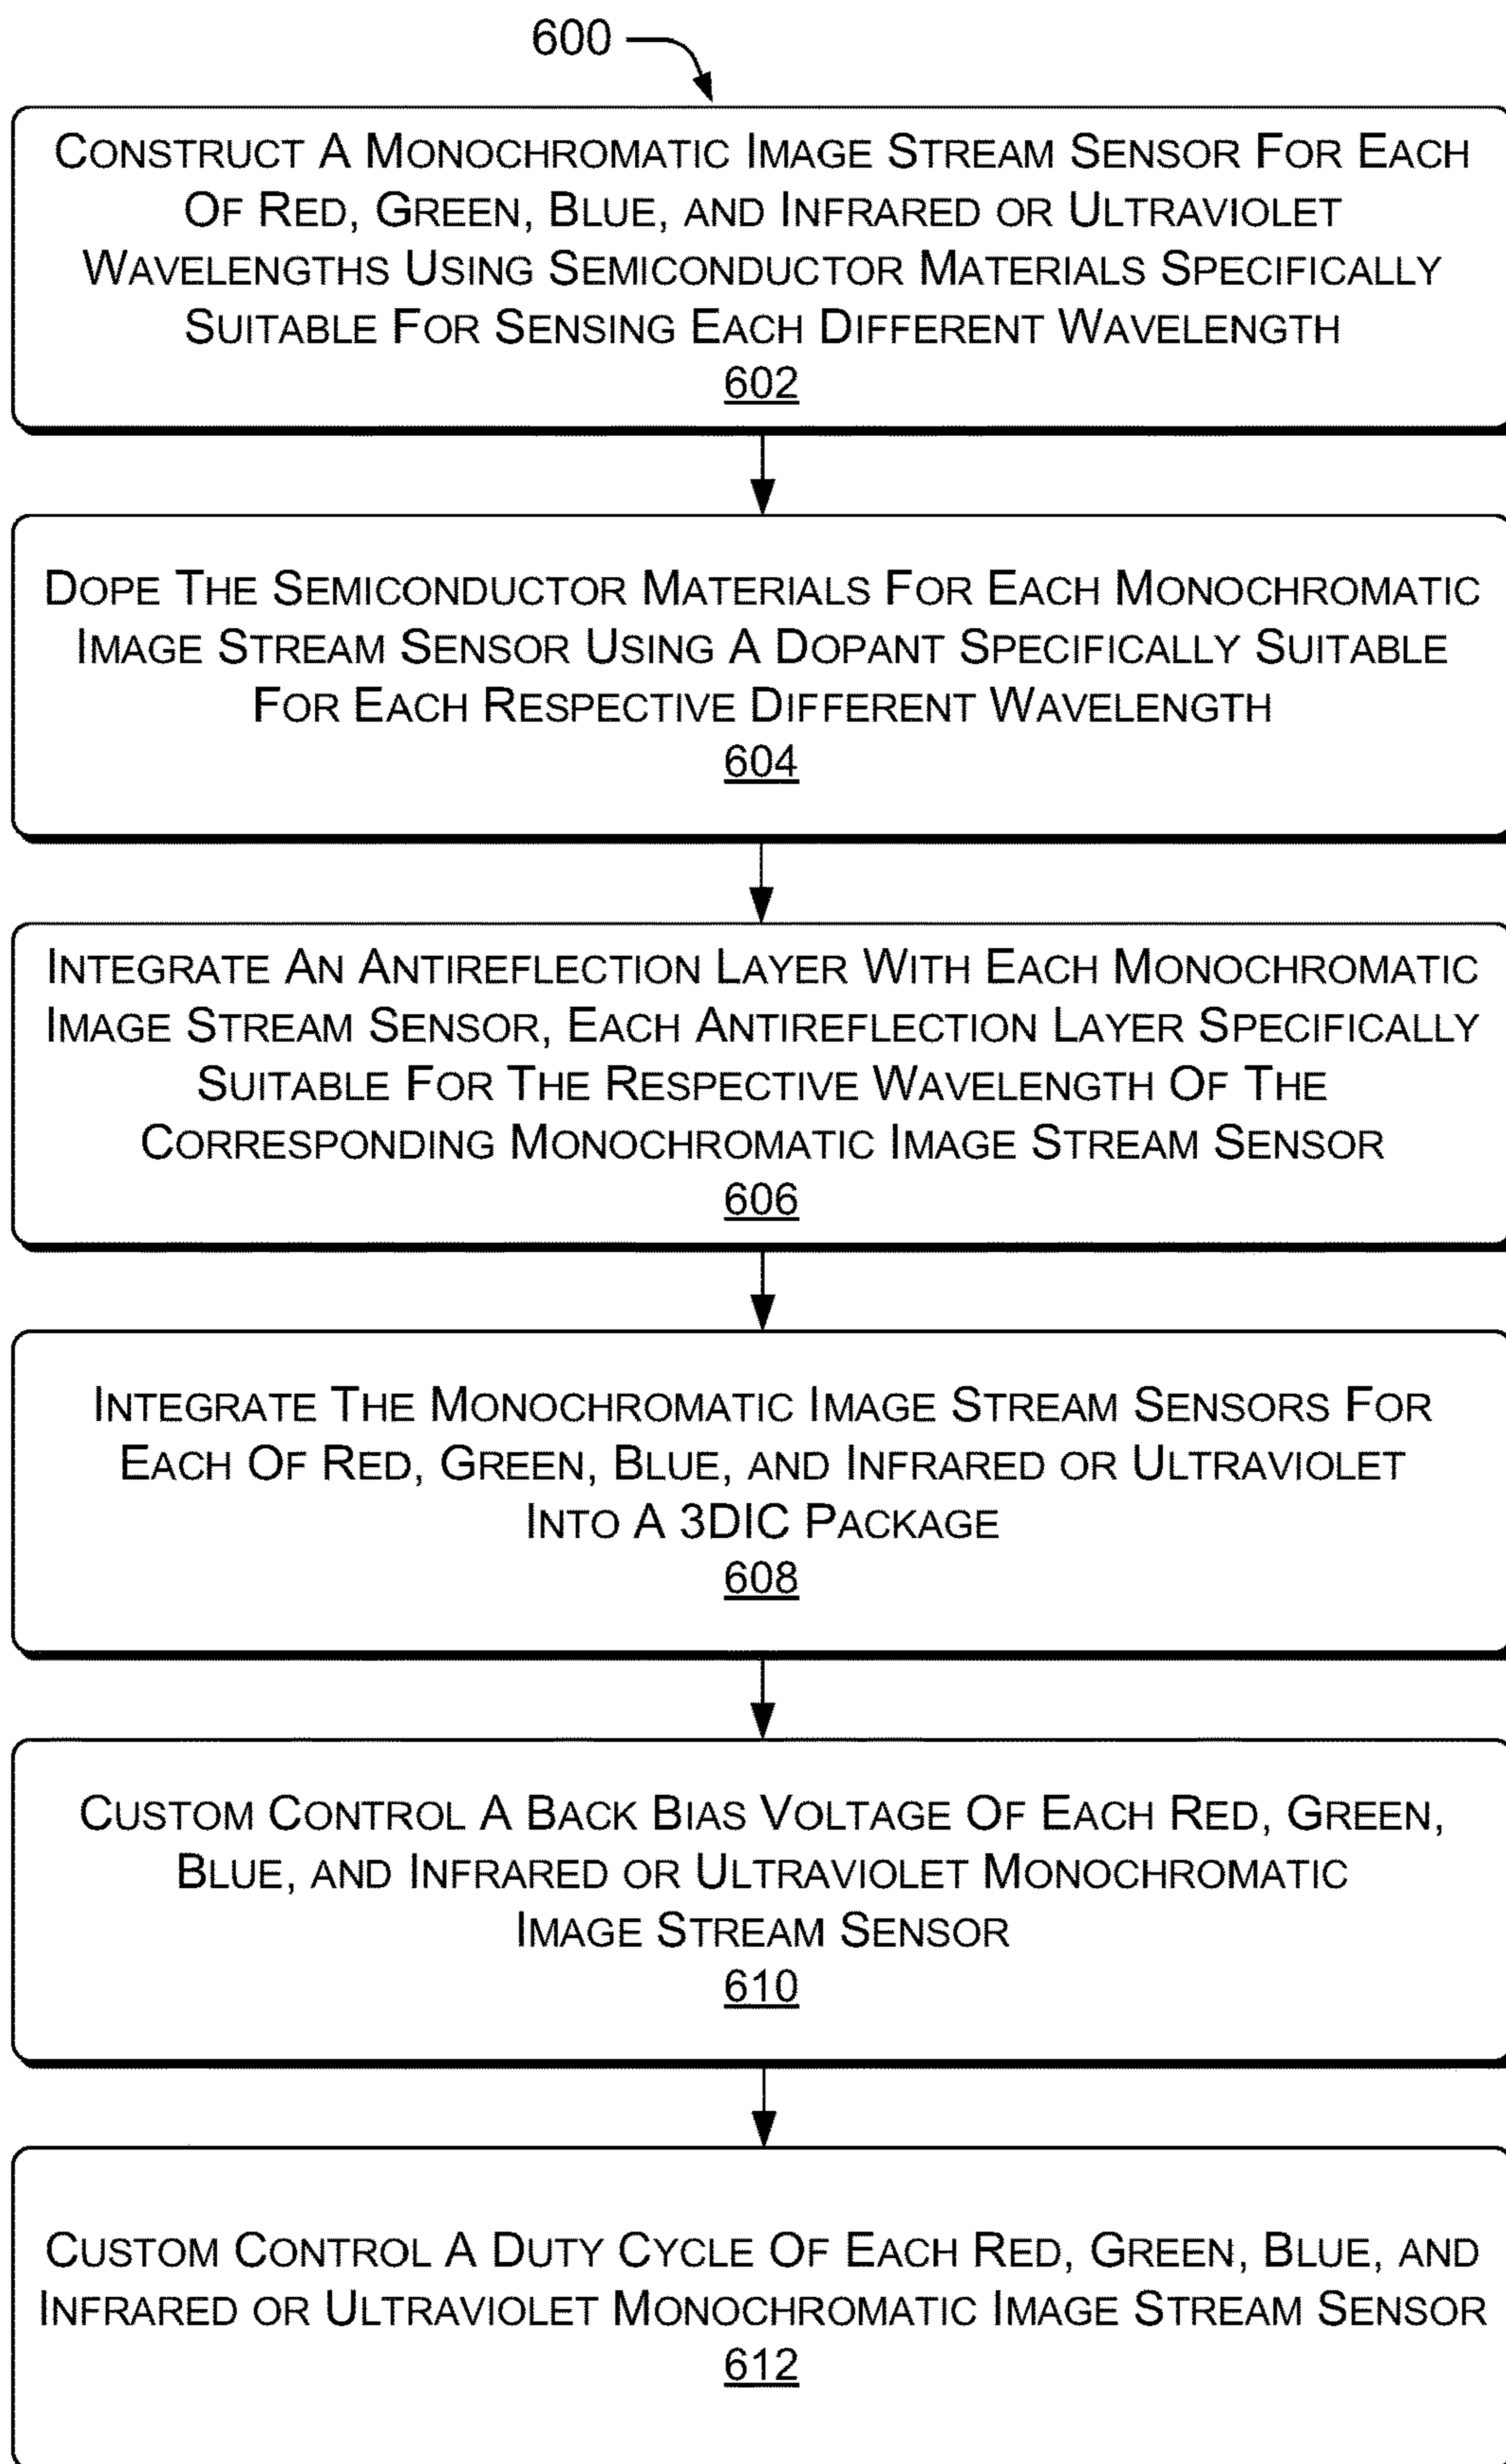 600
CONSTRUCT A MONOCHROMATIC IMAGE STREAM SENSOR FOR EACH
OF RED, GREEN, BLUE, AND INFRARED OR ULTRAVIOLET
WAVELENGTHS USING SEMICONDUCTOR MATERIALS SPECIFICALLY
SUITABLE FOR SENSING EACH DIFFERENT WAVELENGTH
602
DOPE THE SEMICONDUCTOR MATERIALS FOR EACH MONOCHROMATIC
IMAGE STREAM SENSOR USING A DOPANT SPECIFICALLY SUITABLE
FOR EACH RESPECTIVE DIFFERENT WAVELENGTH
604
INTEGRATE AN ANTIREFLECTION LAYER WITH EACH MONOCHROMATIC
IMAGE STREAM SENSOR, EACH ANTIREFLECTION LAYER SPECIFICALLY
SUITABLE FOR THE RESPECTIVE WAVELENGTH OF THE
CORRESPONDING MONOCHROMATIC IMAGE STREAM SENSOR
606
INTEGRATE THE MONOCHROMATIC IMAGE STREAM SENSORS FOR
EACH OF RED, GREEN, BLUE, AND INFRARED OR ULTRAVIOLET
INTO A 3DIC PACKAGE
608
CUSTOM CONTROL A BACK BIAS VOLTAGE OF EACH RED, GREEN,
BLUE, AND INFRARED OR ULTRAVIOLET MONOCHROMATIC
IMAGE STREAM SENSOR
610
CUSTOM CONTROL A DUTY CYCLE OF EACH RED, GREEN, BLUE, AND
INFRARED OR ULTRAVIOLET MONOCHROMATIC IMAGE STREAM SENSOR
612